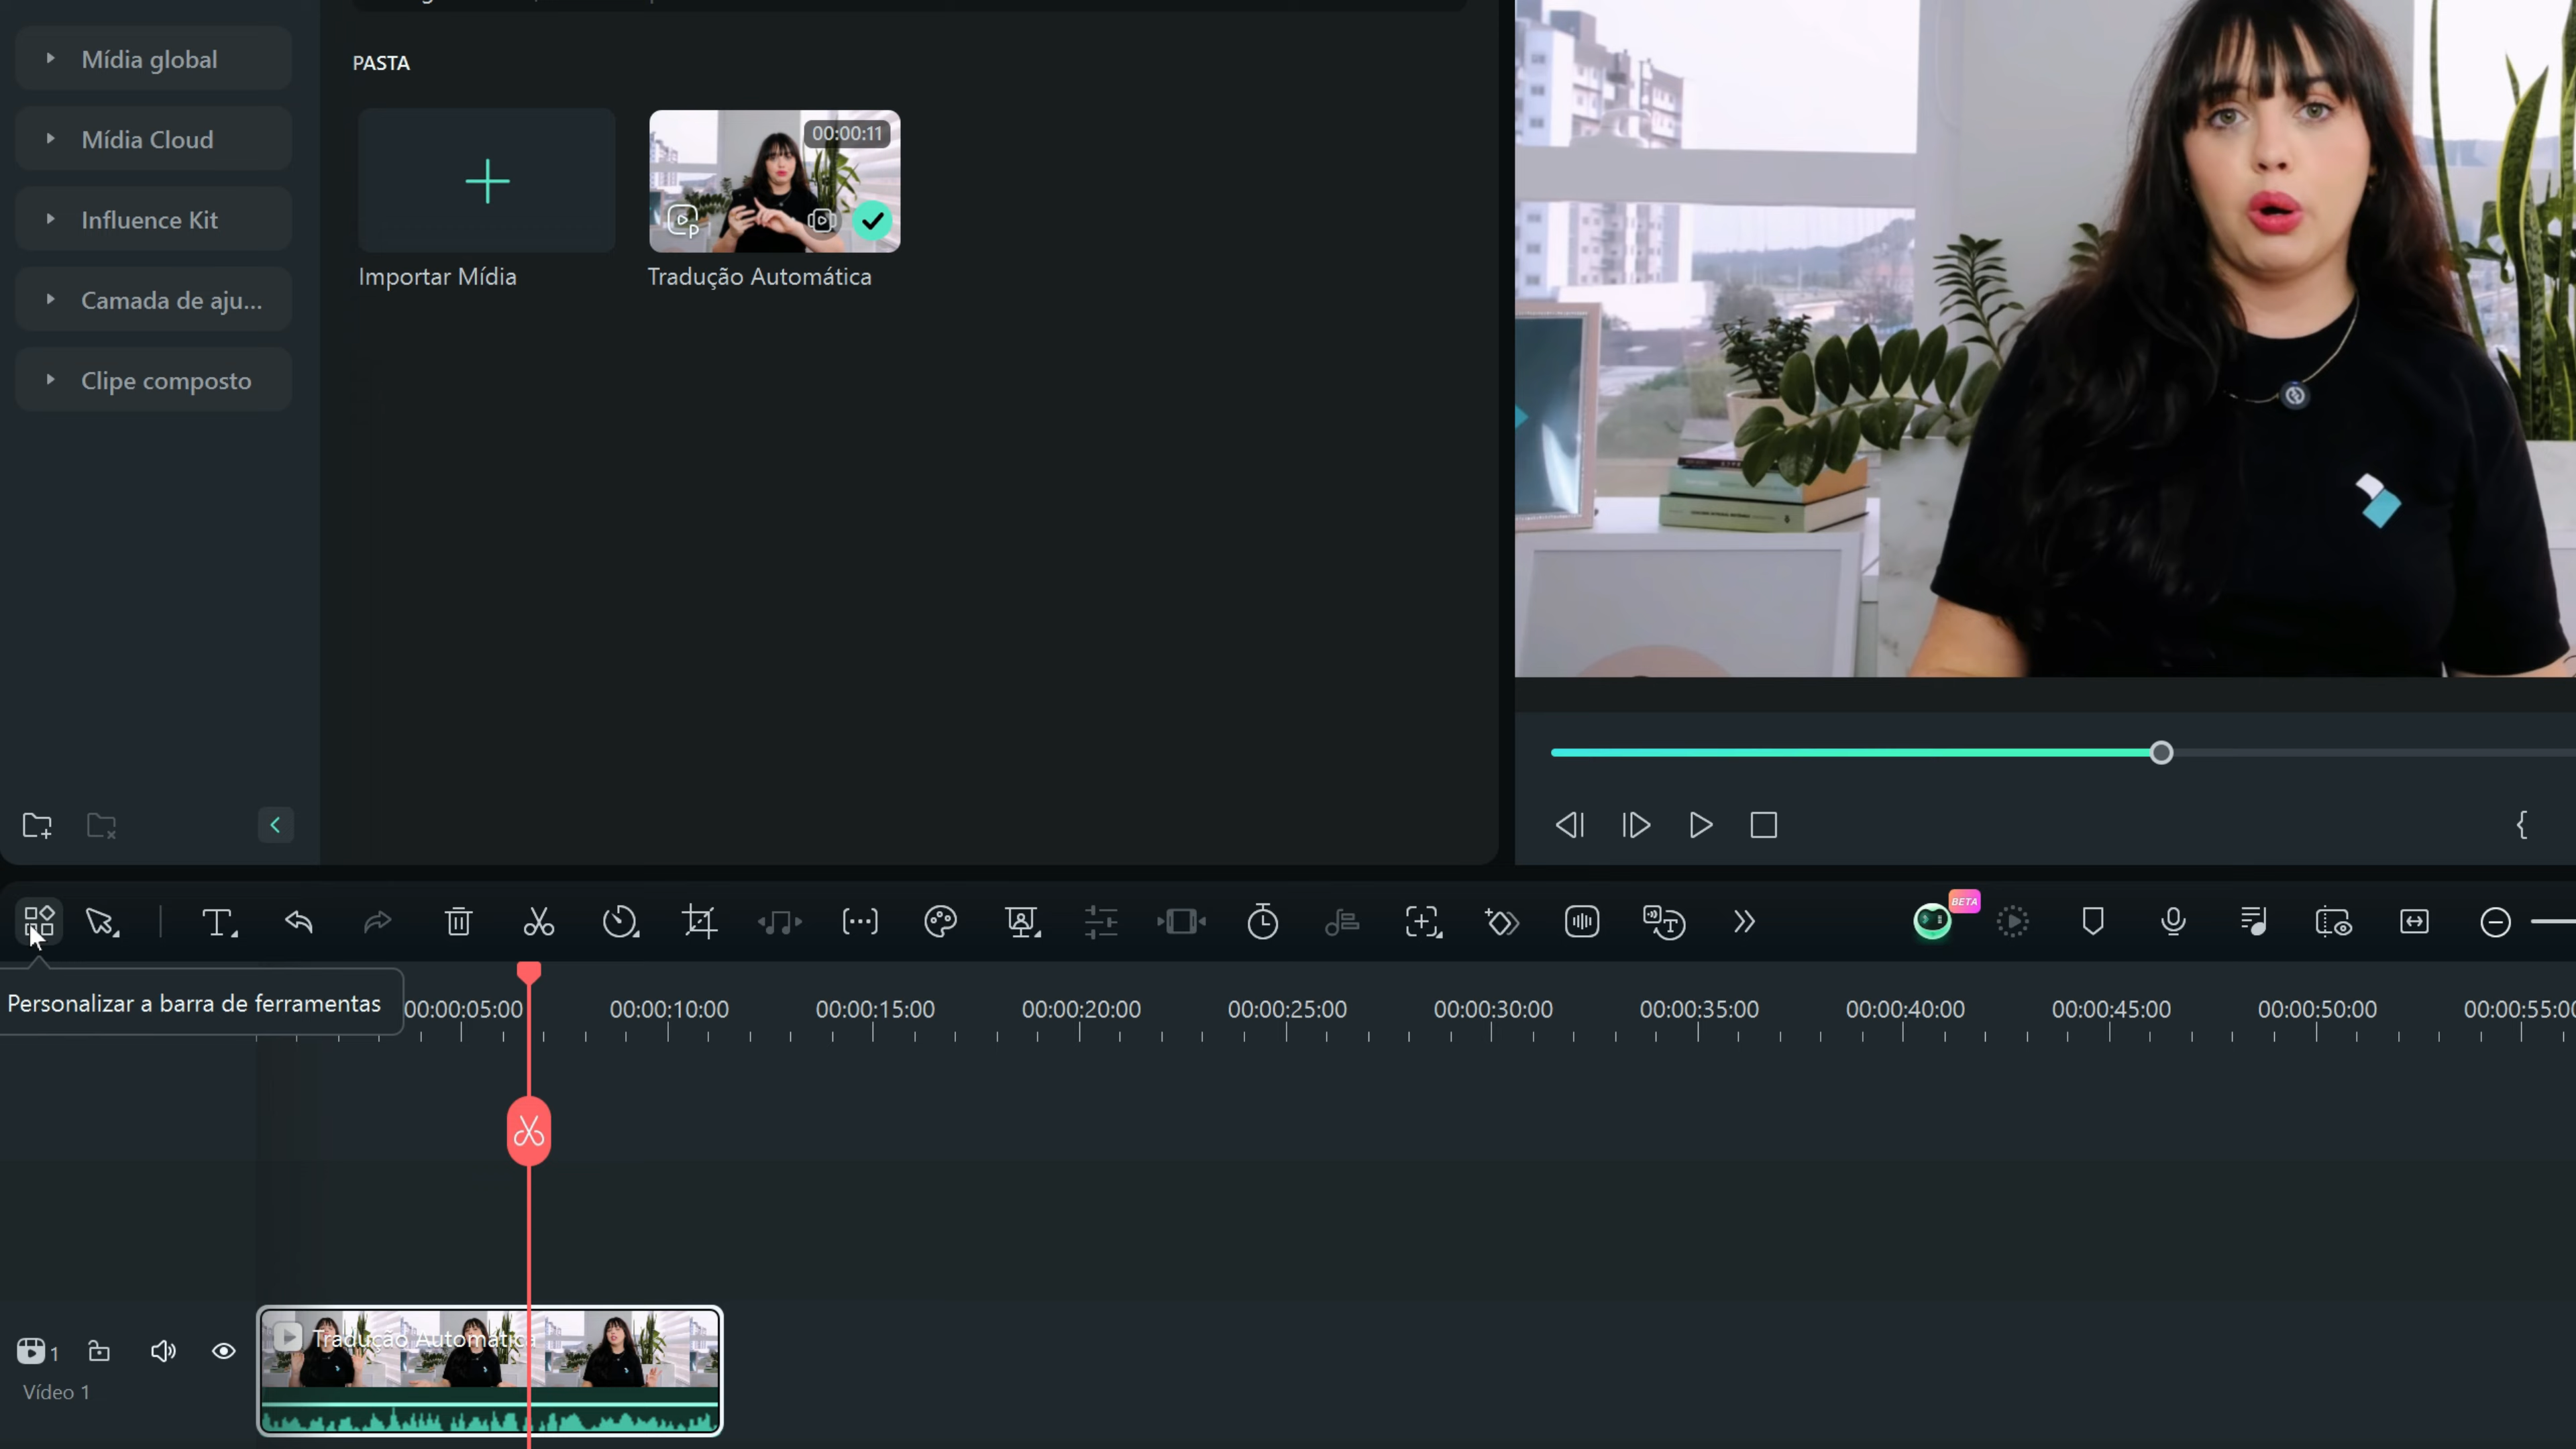 Mídia global
Mídia Cloud
Influence Kit
Camada de aju...
Clipe composto
PASTA
00:00:11
Importar Mídia
Tradução Automática
BETA
Personalizar a barra de ferramentas
00:00:05:00
00:00:10:00
00:00:15:00
00:00:20:00
00:00:25:00
00:00:30:00
00:00:35:00
00:00:40:00
00:00:45:00
00:00:50:00
00:00:55:00
Tradução Automática
1
Vídeo 1